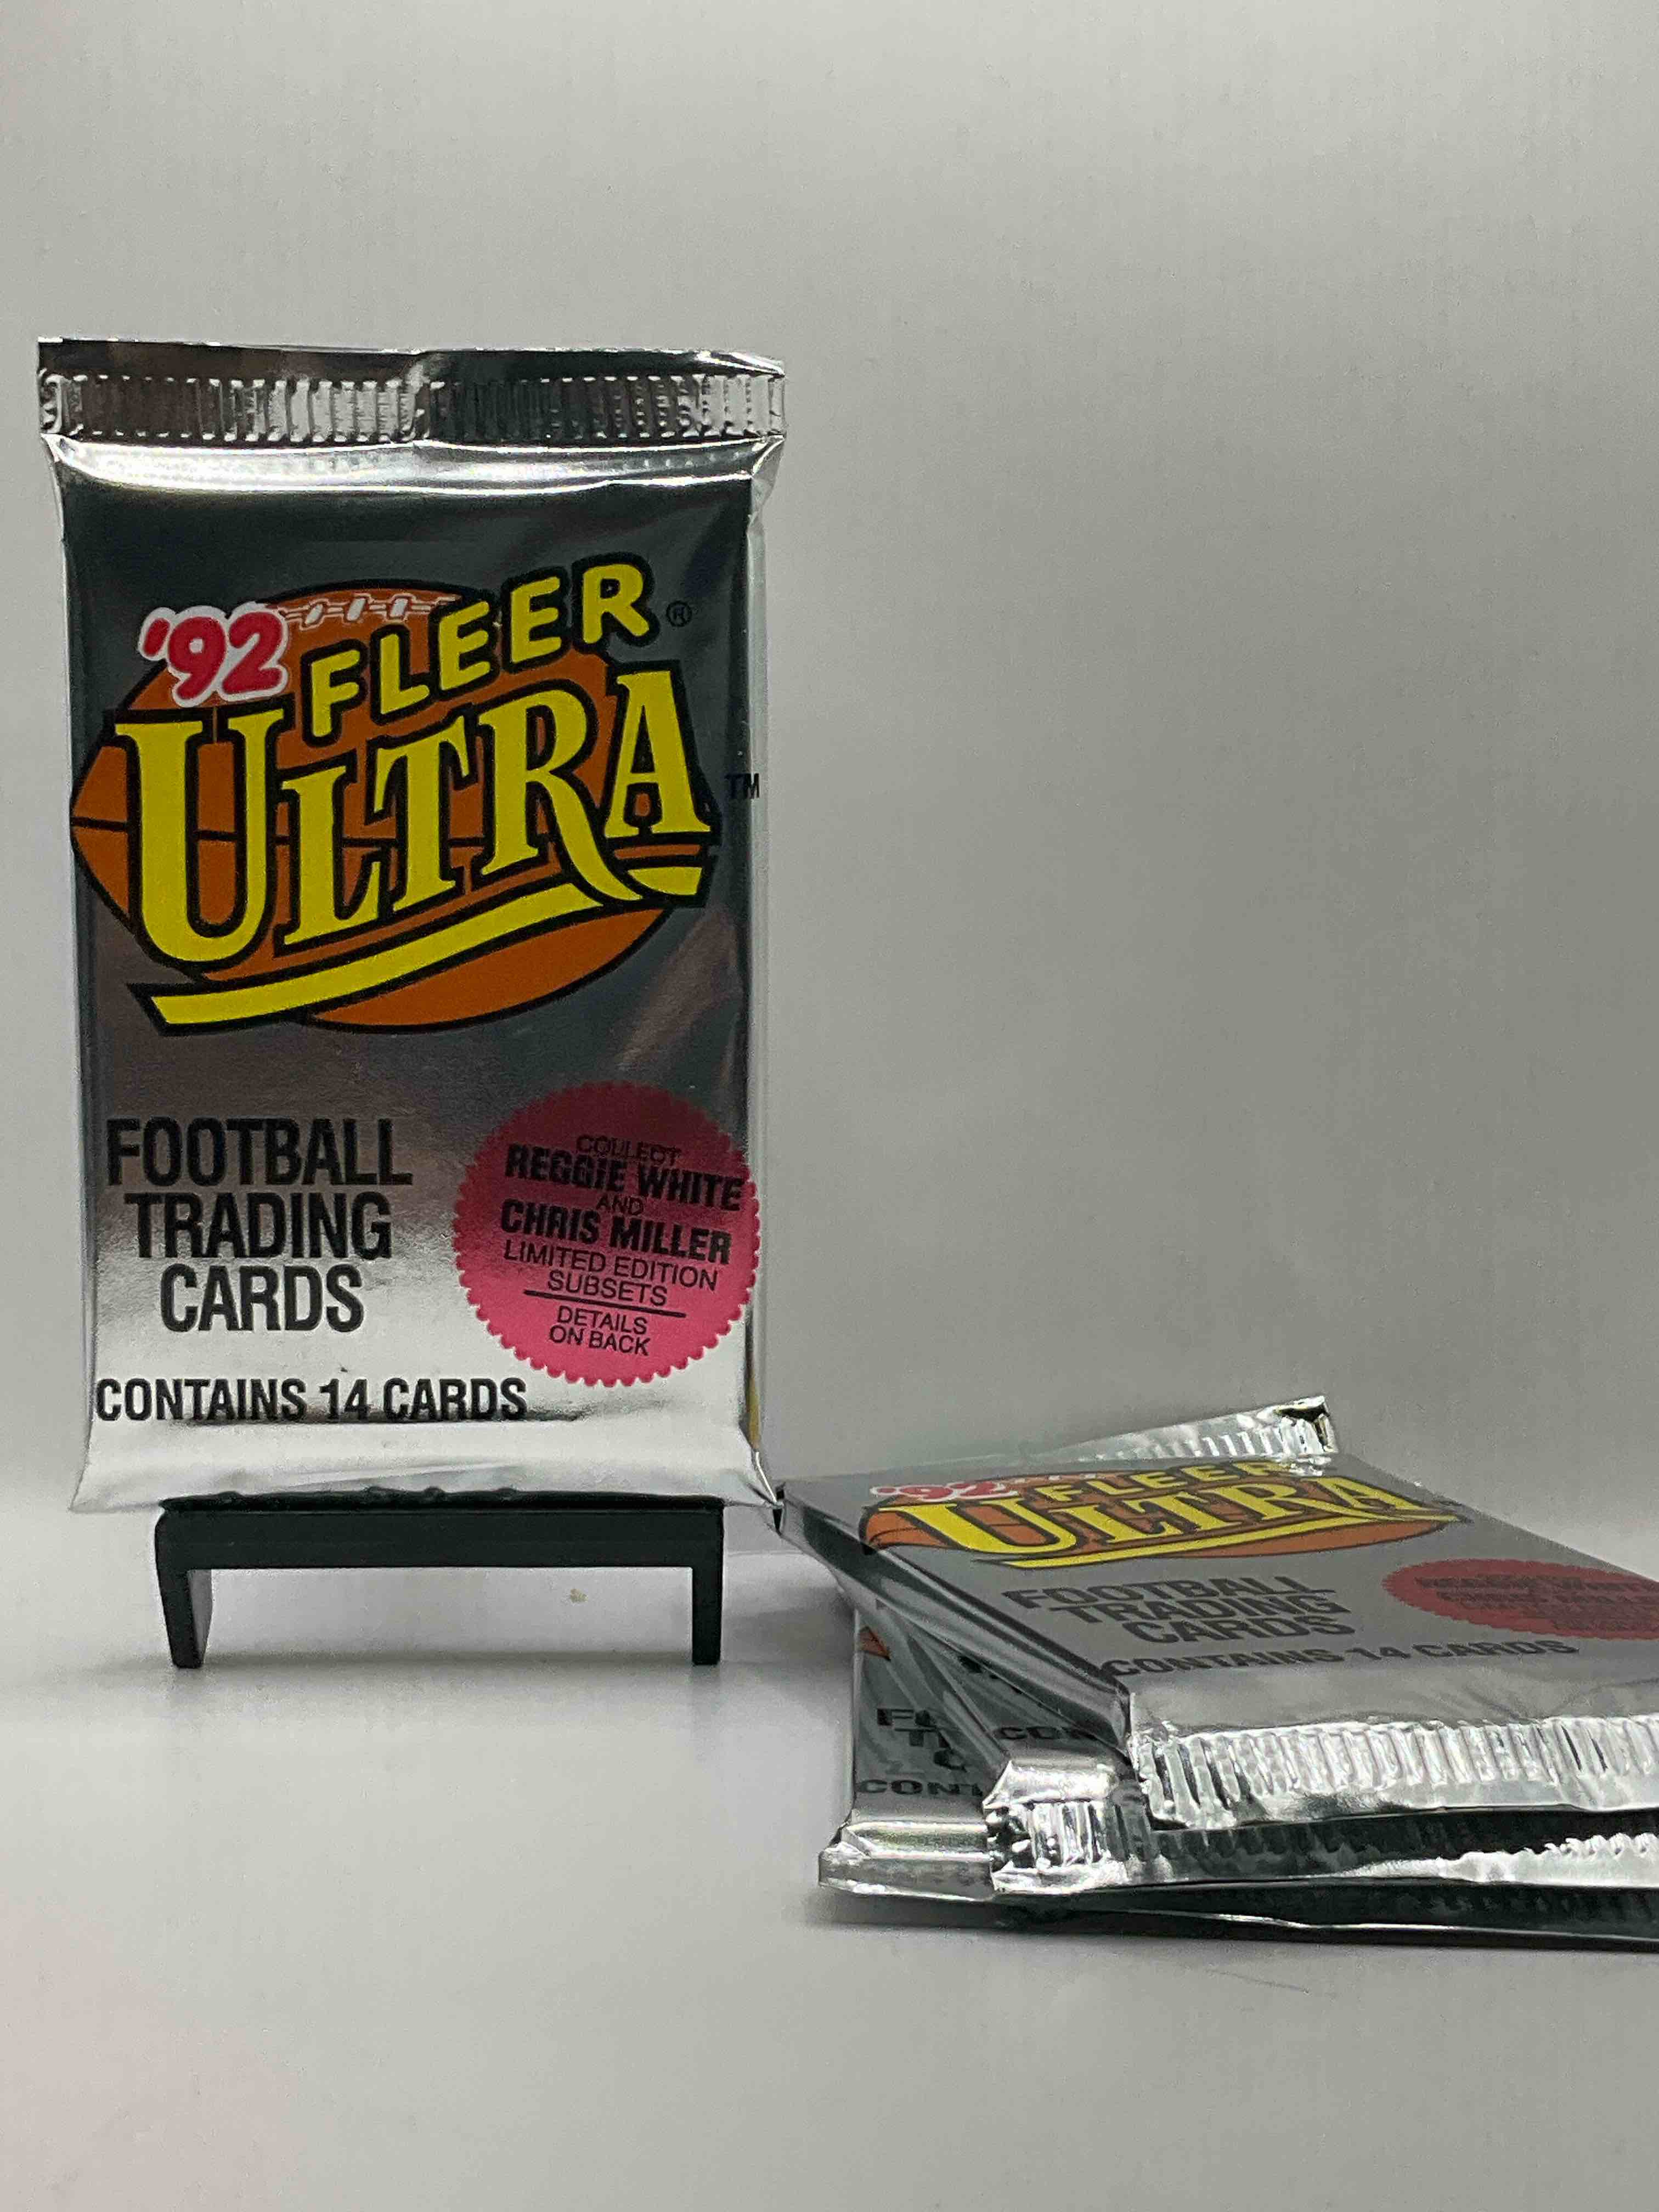 '92 FLEER®
ULTRA™
FOOTBALL
TRADING
CARDS
COLLECT
REGGIE WHITE
AND
CHRIS MILLER
LIMITED EDITION
SUBSETS
DETAILS
ON BACK
CONTAINS 14 CARDS
'92 FLEER
ULTRA
FOOTBALL
TRADING
CARDS
CONTAINS 14 CARDS
CON